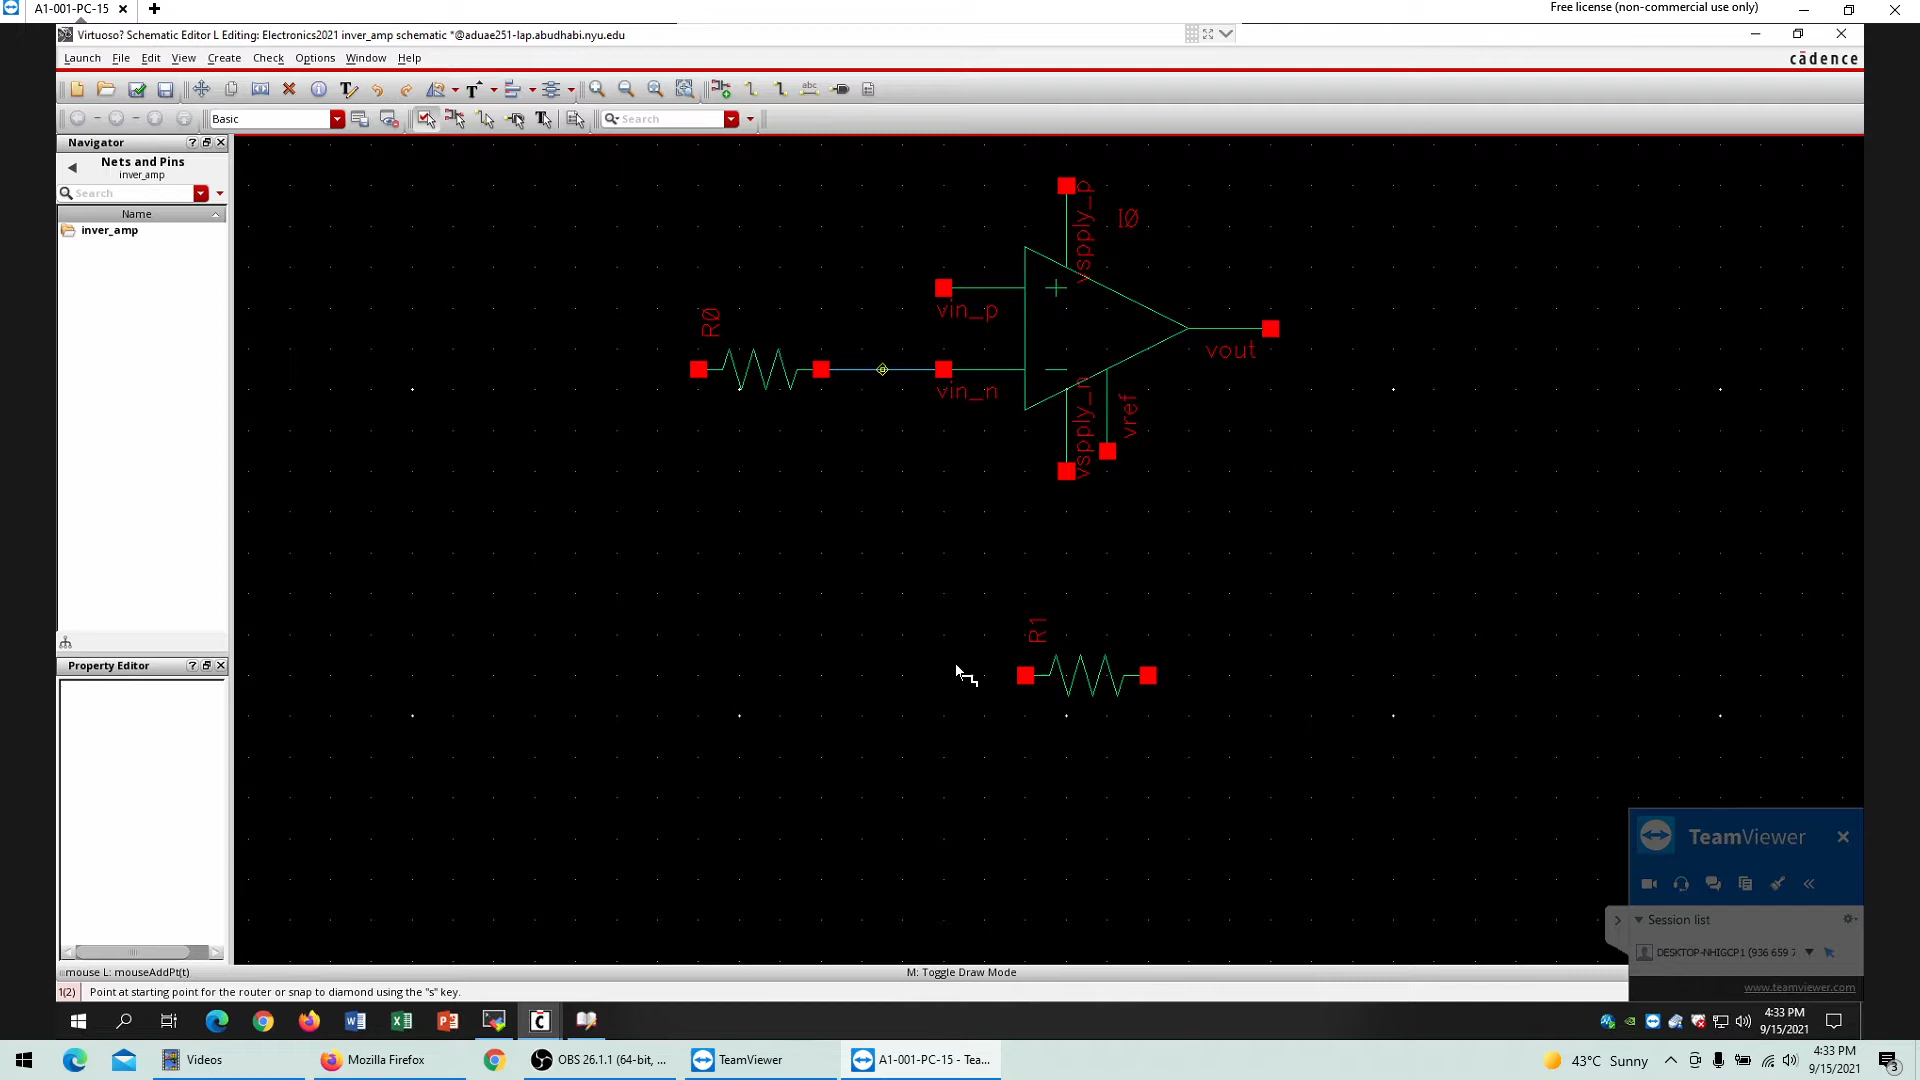 A1-001-PC-15
Free license (non-commercial use only)
Virtuoso? Schematic Editor L Editing: Electronics2021 inver_amp schematic *@aduae251-lap.abudhabi.nyu.edu
Launch File Edit View Create Check Options Window Help
cādence
Basic
Search
Navigator
Nets and Pins
inver_amp
Search
Name
inver_amp
vspply_p
I0
vin_p
R0
vout
vin_n
vspply_n
vref
R1
Property Editor
TeamViewer
Session list
DESKTOP-NHIGCP1 (936 659 7
www.teamviewer.com
mouse L: mouseAddPt(t)
M: Toggle Draw Mode
1(2)
Point at starting point for the router or snap to diamond using the "s" key.
4:33 PM
9/15/2021
Videos
Mozilla Firefox
OBS 26.1.1 (64-bit, ...
TeamViewer
A1-001-PC-15 - Tea...
43°C Sunny
4:33 PM
9/15/2021
3